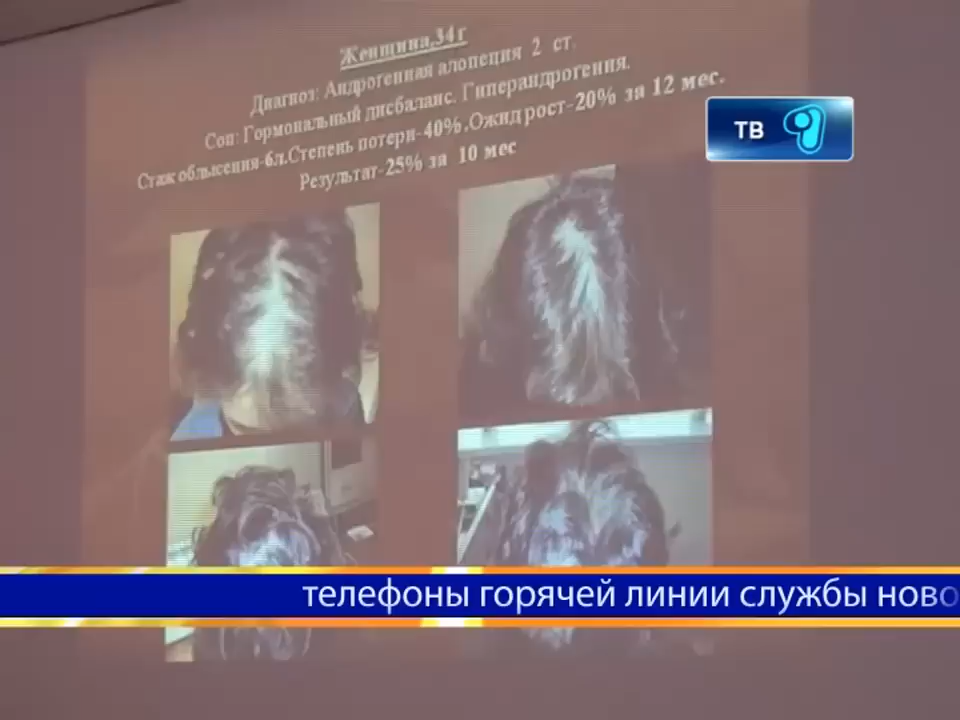 Женщина,34г
Диагноз: Андрогенная алопеция 2 ст.
Соп: Гормональный дисбаланс. Гиперандрогения.
Стаж облысения-6л.Степень потери-40%.Ожид рост-20% за 12 мес.
Результат-25% за 10 мес
ТВ
телефоны горячей линии службы ново